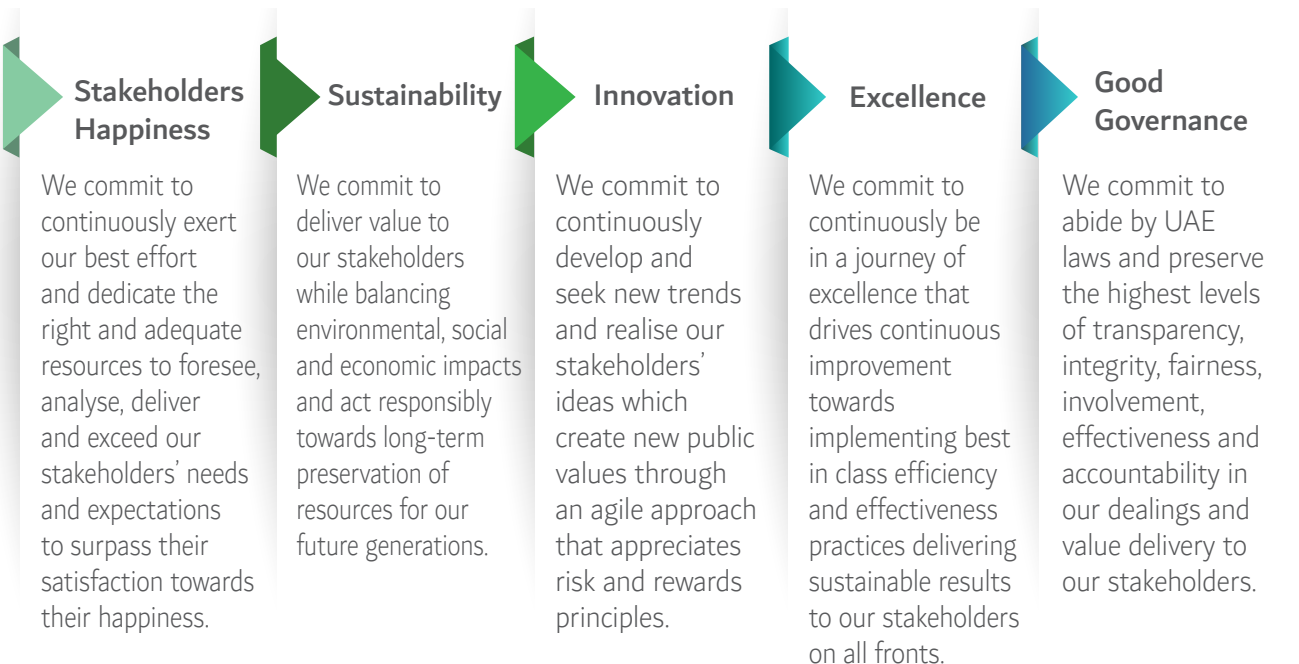 Stakeholders
Happiness
We commit to
continuously exert
our best effort
and dedicate the
right and adequate
resources to foresee,
analyse, deliver
and exceed our
stakeholders’ needs
and expectations
to surpass their
satisfaction towards
their happiness.
Sustainability
We commit to
deliver value to
our stakeholders
while balancing
environmental, social
and economic impacts
and act responsibly
towards long-term
preservation of
resources for our
future generations.
Innovation
We commit to
continuously
develop and
seek new trends
and realise our
stakeholders’
ideas which
create new public
values through
an agile approach
that appreciates
risk and rewards
principles.
Excellence
We commit to
continuously be
in a journey of
excellence that
drives continuous
improvement
towards
implementing best
in class efficiency
and effectiveness
practices delivering
sustainable results
to our stakeholders
on all fronts.
Good
Governance
We commit to
abide by UAE
laws and preserve
the highest levels
of transparency,
integrity, fairness,
involvement,
effectiveness and
accountability in
our dealings and
value delivery to
our stakeholders.